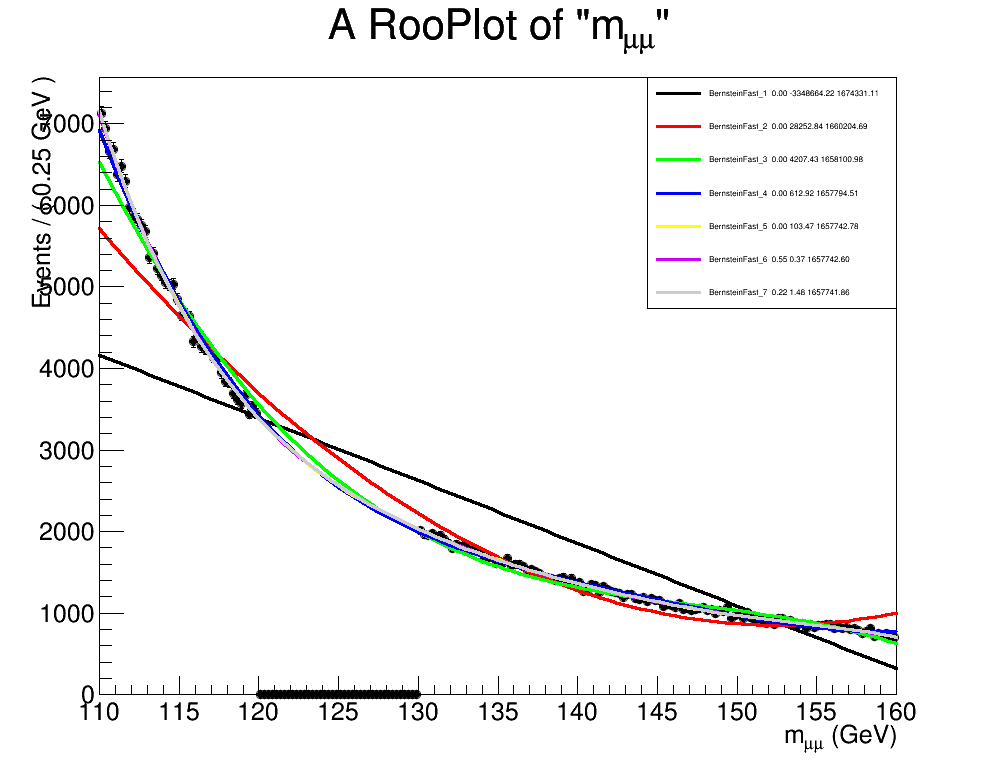 A RooPlot of "mμμ"
Events / ( 0.25 GeV )
7000
6000
5000
4000
3000
2000
1000
0
110 115 120 125 130 135 140 145 150 155 160
mμμ (GeV)
BernsteinFast_1 0.00 -3348664.22 1674331.11
BernsteinFast_2 0.00 28252.84 1660204.69
BernsteinFast_3 0.00 4207.43 1658100.98
BernsteinFast_4 0.00 612.92 1657794.51
BernsteinFast_5 0.00 103.47 1657742.78
BernsteinFast_6 0.55 0.37 1657742.60
BernsteinFast_7 0.22 1.48 1657741.86